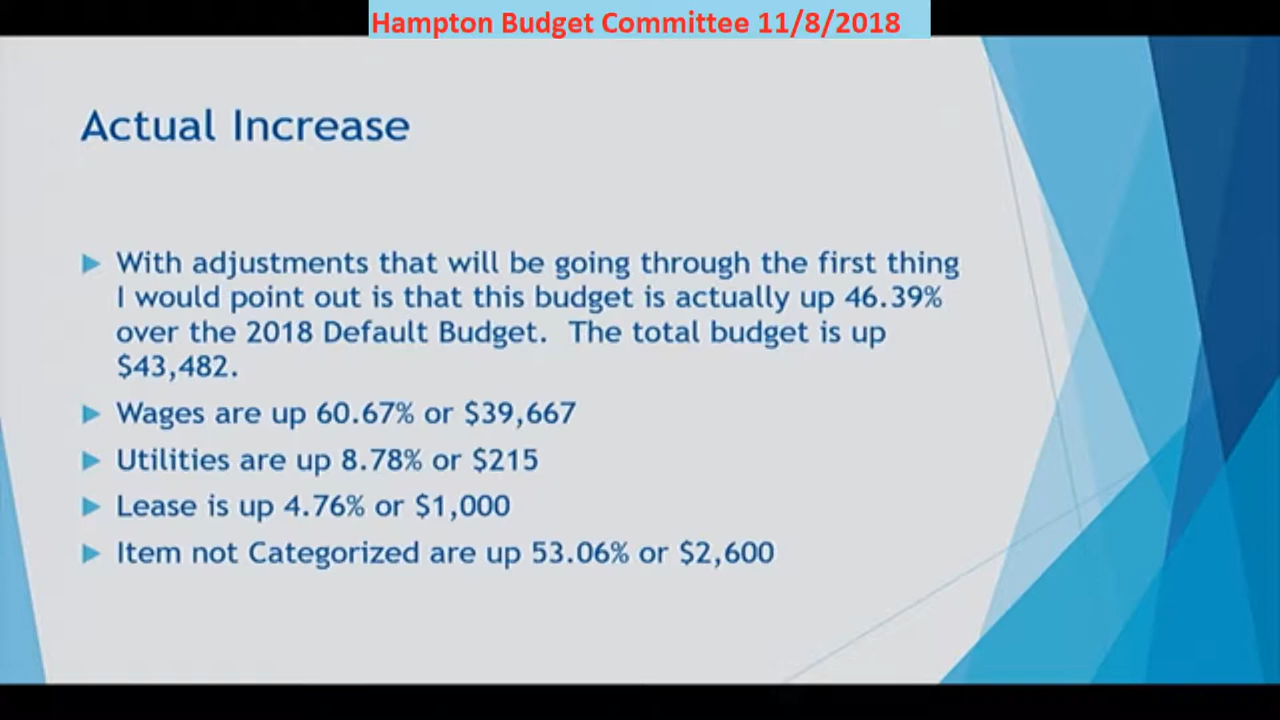 Hampton Budget Committee 11/8/2018
Actual Increase
With adjustments that will be going through the first thing
I would point out is that this budget is actually up 46.39%
over the 2018 Default Budget.  The total budget is up
$43,482.
Wages are up 60.67% or $39,667
Utilities are up 8.78% or $215
Lease is up 4.76% or $1,000
Item not Categorized are up 53.06% or $2,600